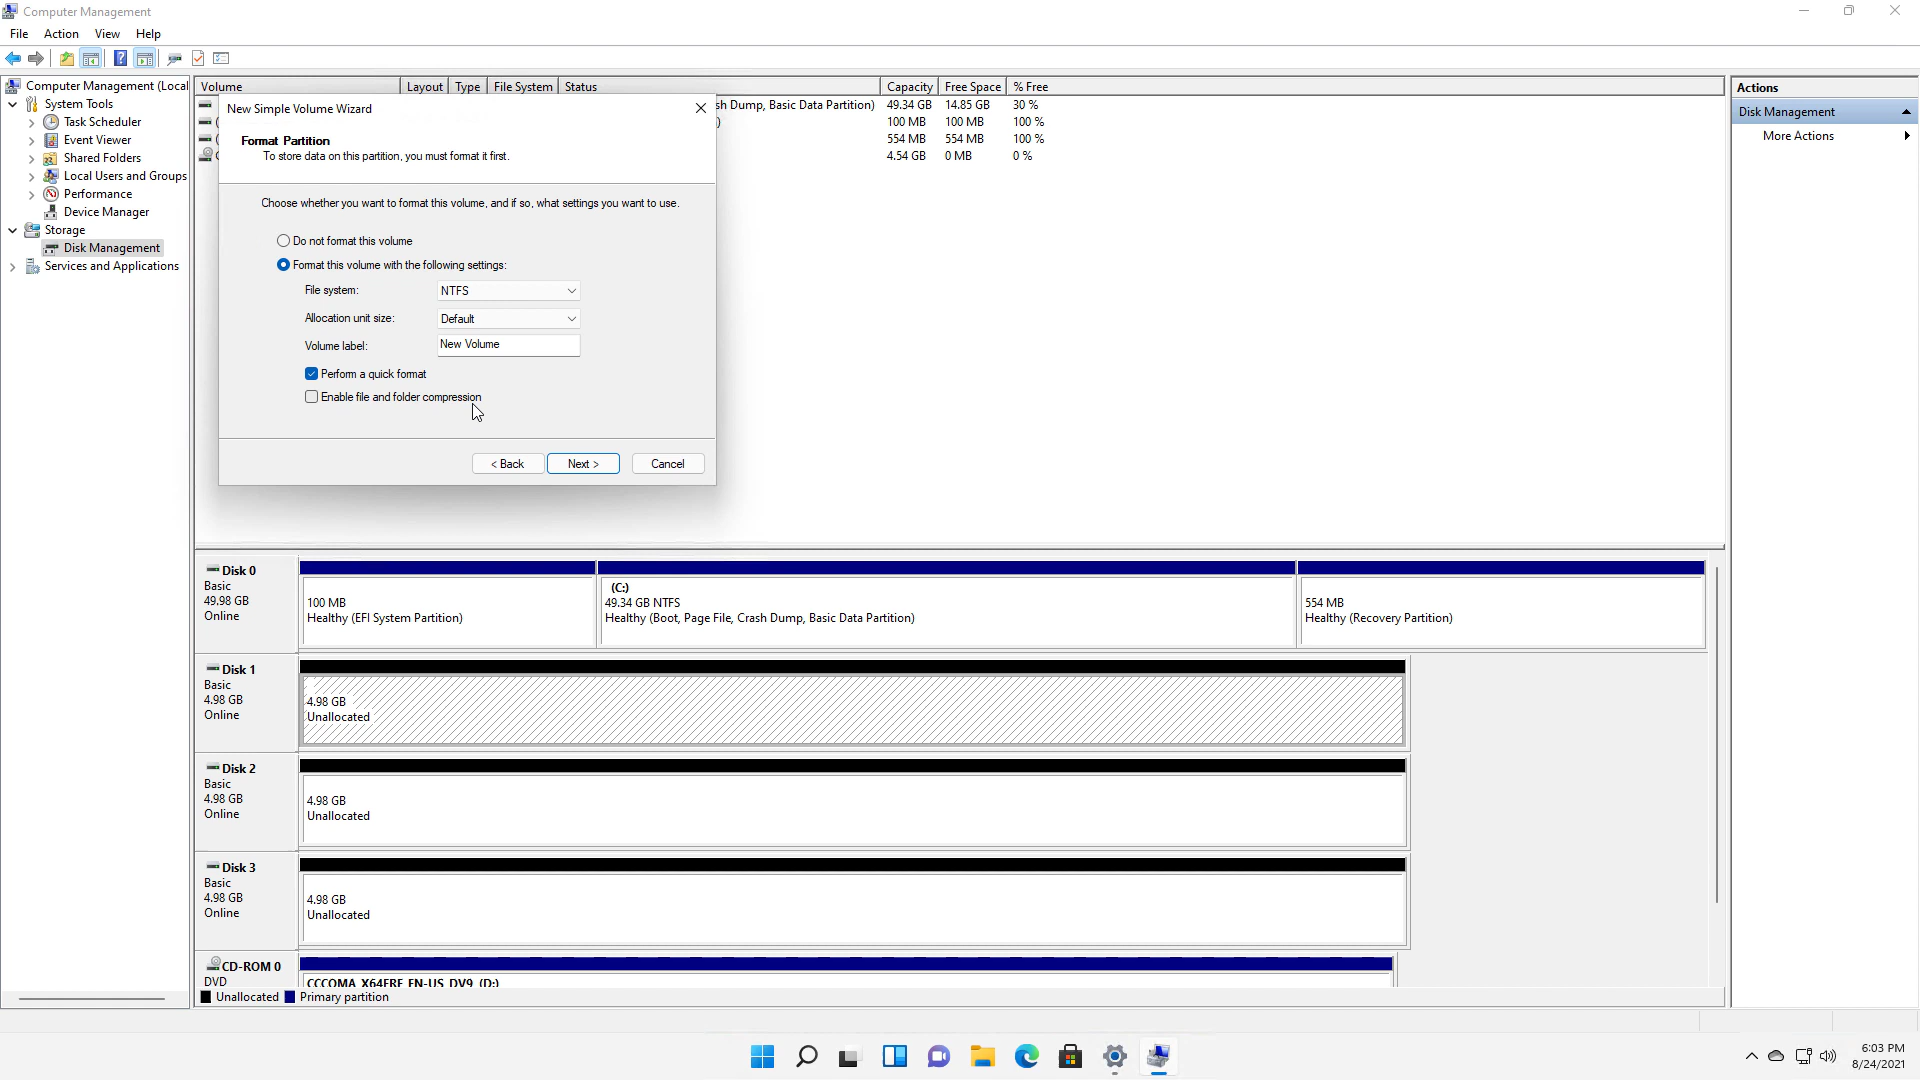 Computer Management
File Action View Help
Computer Management (Local
System Tools
Task Scheduler
Event Viewer
Shared Folders
Local Users and Groups
Performance
Device Manager
Storage
Disk Management
Services and Applications
Volume Layout Type File System Status Capacity Free Space % Free
sh Dump, Basic Data Partition) 49.34 GB 14.85 GB 30 %
) 100 MB 100 MB 100 %
554 MB 554 MB 100 %
4.54 GB 0 MB 0 %
New Simple Volume Wizard
Format Partition
To store data on this partition, you must format it first.
Choose whether you want to format this volume, and if so, what settings you want to use.
Do not format this volume
Format this volume with the following settings:
File system: NTFS
Allocation unit size: Default
Volume label: New Volume
Perform a quick format
Enable file and folder compression
< Back Next > Cancel
Actions
Disk Management
More Actions
Disk 0
Basic
49.98 GB
Online
100 MB
Healthy (EFI System Partition)
(C:)
49.34 GB NTFS
Healthy (Boot, Page File, Crash Dump, Basic Data Partition)
554 MB
Healthy (Recovery Partition)
Disk 1
Basic
4.98 GB
Online
4.98 GB
Unallocated
Disk 2
Basic
4.98 GB
Online
4.98 GB
Unallocated
Disk 3
Basic
4.98 GB
Online
4.98 GB
Unallocated
CD-ROM 0
DVD
CCCOMA_X64FRE_EN-US_DV9 (D:)
Unallocated Primary partition
6:03 PM
8/24/2021